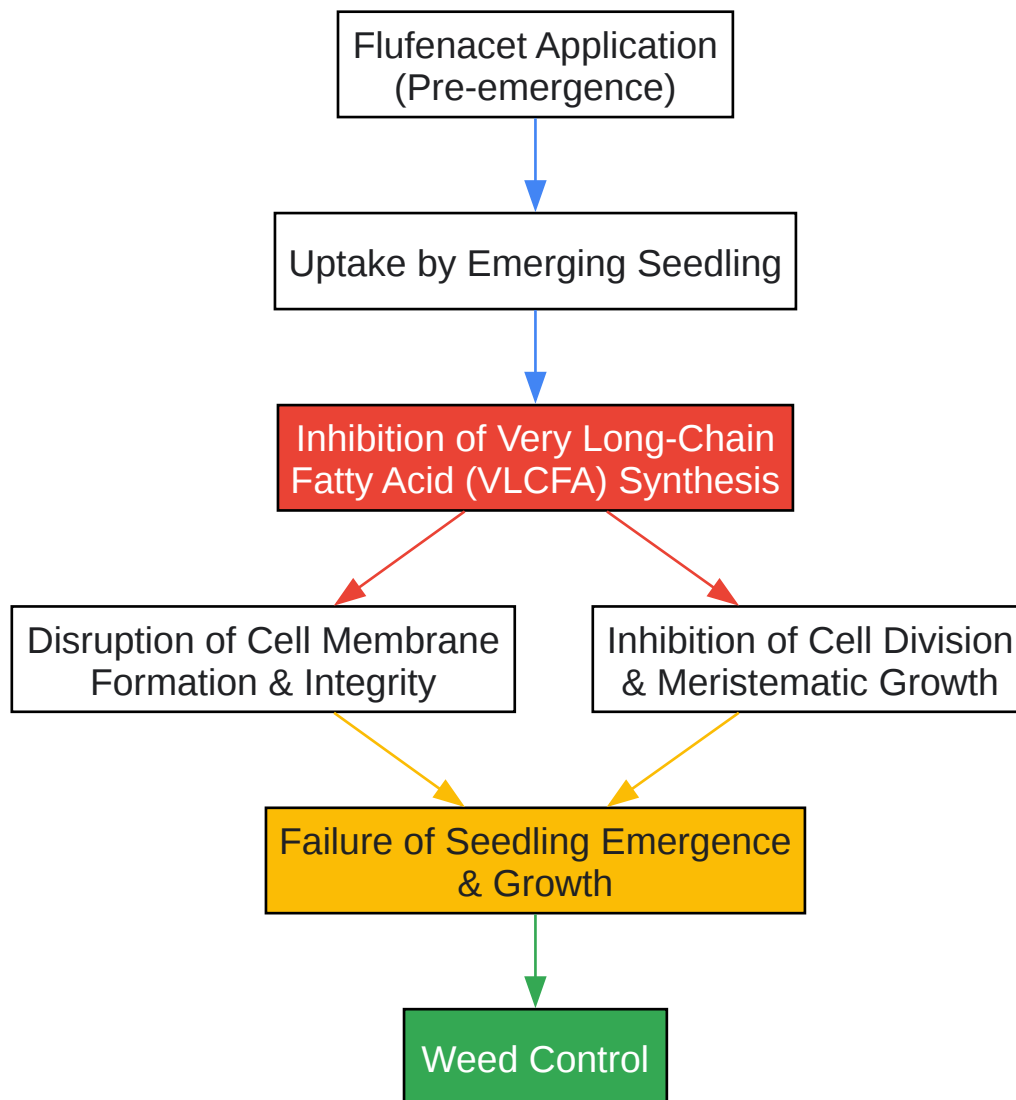 Flufenacet Application
(Pre-emergence)
Uptake by Emerging Seedling
Inhibition of Very Long-Chain
Fatty Acid (VLCFA) Synthesis
Disruption of Cell Membrane
Formation & Integrity
Inhibition of Cell Division
& Meristematic Growth
Failure of Seedling Emergence
& Growth
Weed Control